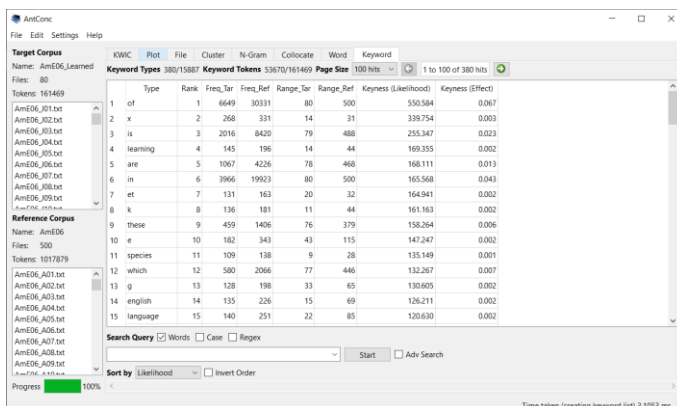 AntConc
File Edit Settings Help
Target Corpus
Name: AmE06_Learned
Files: 80
Tokens: 161469
AmE06_J01.txt
AmE06_J02.txt
AmE06_J03.txt
AmE06_J04.txt
AmE06_J05.txt
AmE06_J06.txt
AmE06_J07.txt
AmE06_J08.txt
AmE06_J09.txt
AmE06_J10.txt
Reference Corpus
Name: AmE06
Files: 500
Tokens: 1017879
AmE06_A01.txt
AmE06_A02.txt
AmE06_A03.txt
AmE06_A04.txt
AmE06_A05.txt
AmE06_A06.txt
AmE06_A07.txt
AmE06_A08.txt
AmE06_A09.txt
AmE06_A10.txt
Progress 100%
KWIC Plot File Cluster N-Gram Collocate Word Keyword
Keyword Types 380/15887 Keyword Tokens 53670/161469 Page Size 100 hits 1 to 100 of 380 hits
Type Rank Freq_Tar Freq_Ref Range_Tar Range_Ref Keyness (Likelihood) Keyness (Effect)
1 of 1 6649 30331 80 500 550.584 0.067
2 x 2 268 331 14 31 339.754 0.003
3 is 3 2016 8420 79 488 255.347 0.023
4 learning 4 145 196 14 44 169.355 0.002
5 are 5 1067 4226 78 468 168.111 0.013
6 in 6 3966 19923 80 500 165.568 0.043
7 et 7 131 163 20 32 164.941 0.002
8 k 8 136 181 11 44 161.163 0.002
9 these 9 459 1406 76 379 158.264 0.006
10 e 10 182 343 43 115 147.247 0.002
11 species 11 109 138 9 28 135.149 0.001
12 which 12 580 2066 77 446 132.267 0.007
13 g 13 128 198 33 65 130.605 0.002
14 english 14 135 226 15 69 126.211 0.002
15 language 15 140 251 22 85 120.630 0.002
Search Query Words Case Regex
Start Adv Search
Sort by Likelihood Invert Order
Time taken (creating keyword list) 3.1053 ms